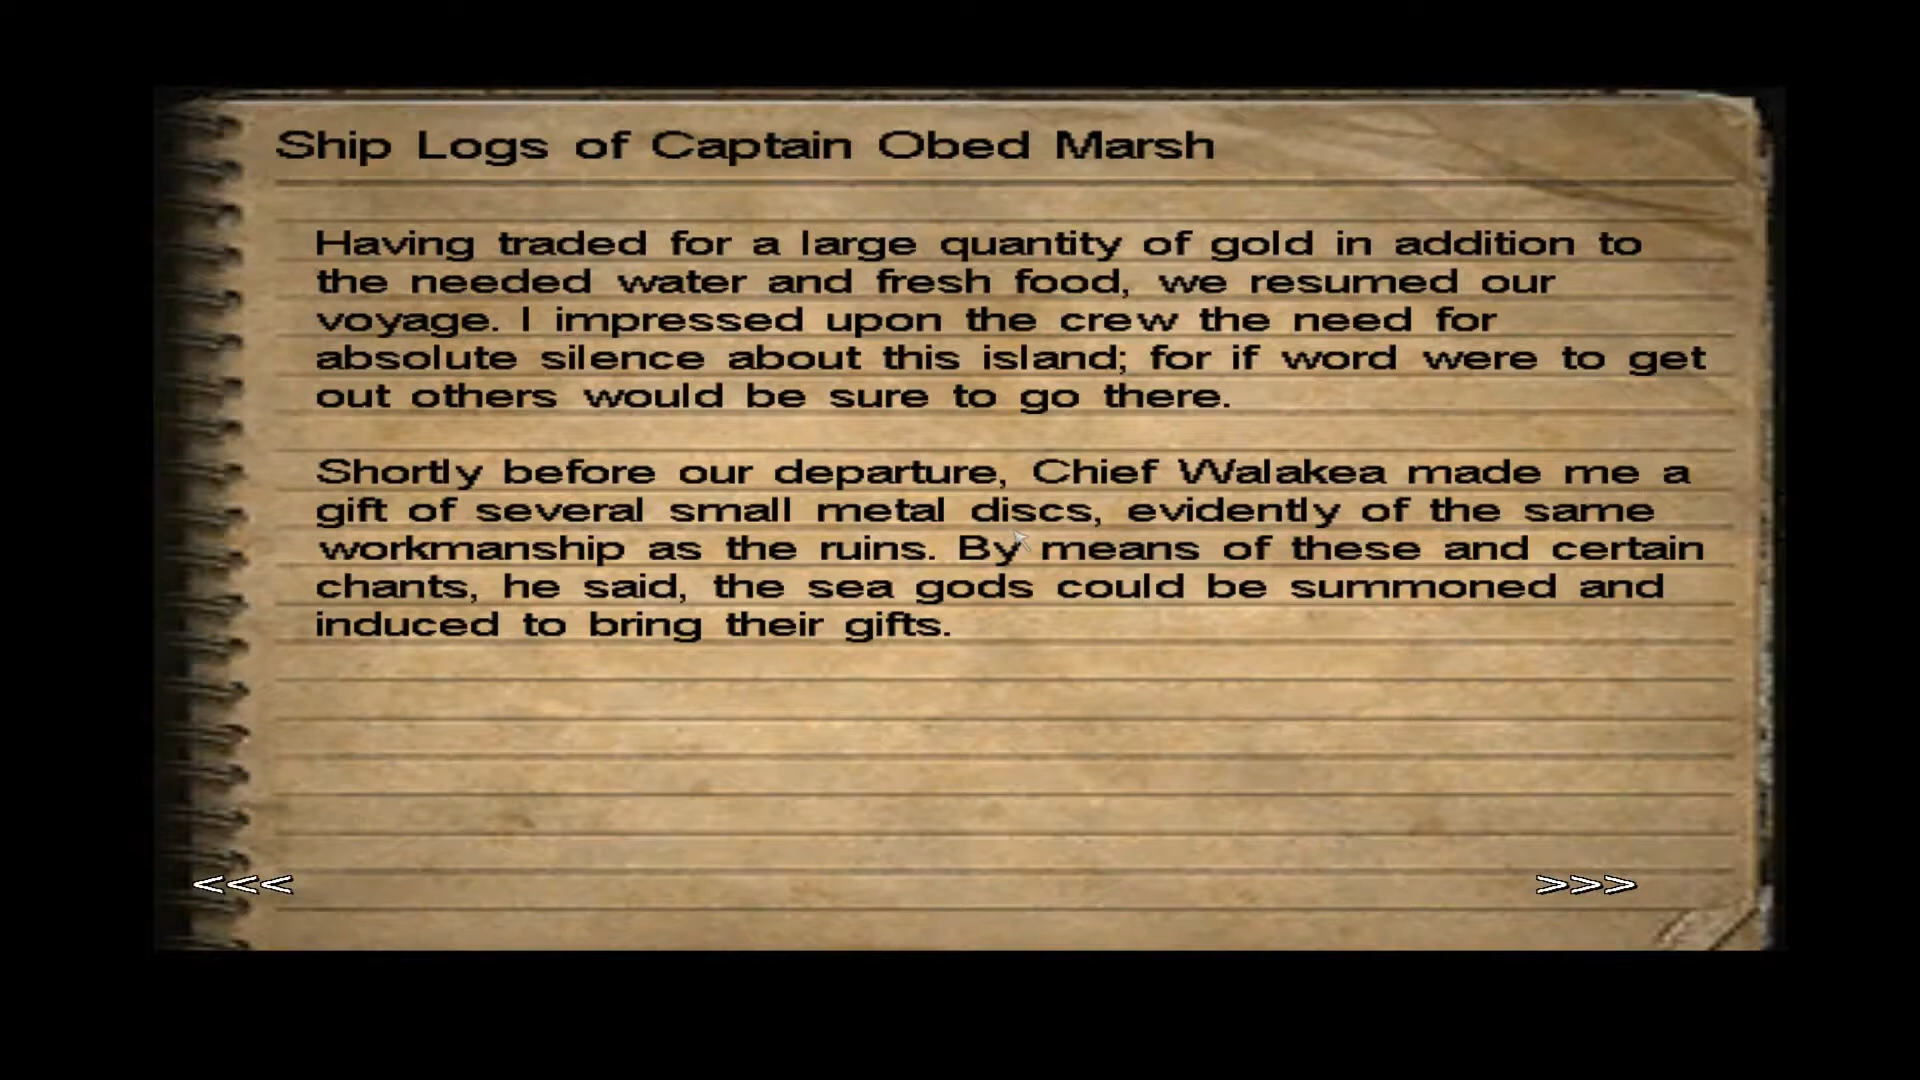 Ship Logs of Captain Obed Marsh
Having traded for a large quantity of gold in addition to
the needed water and fresh food, we resumed our
voyage. I impressed upon the crew the need for
absolute silence about this island; for if word were to get
out others would be sure to go there.
Shortly before our departure, Chief Walakea made me a
gift of several small metal discs, evidently of the same
workmanship as the ruins. By means of these and certain
chants, he said, the sea gods could be summoned and
induced to bring their gifts.
<<< >>>